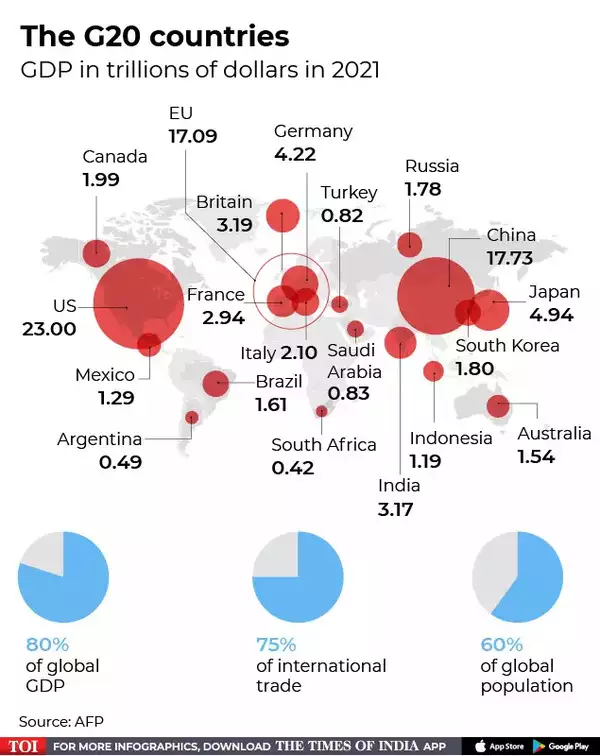 The G20 countries
GDP in trillions of dollars in 2021
EU
17.09
Germany
4.22
Canada
1.99
Russia
1.78
Britain
3.19
Turkey
0.82
China
17.73
US
23.00
France
2.94
Japan
4.94
Italy 2.10
Saudi
Arabia
0.83
South Korea
1.80
Mexico
1.29
Brazil
1.61
Argentina
0.49
South Africa
0.42
Indonesia
1.19
Australia
1.54
India
3.17
80%
of global
GDP
75%
of international
trade
60%
of global
population
Source: AFP
TOI FOR MORE INFOGRAPHICS, DOWNLOAD THE TIMES OF INDIA APP App Store Google Play